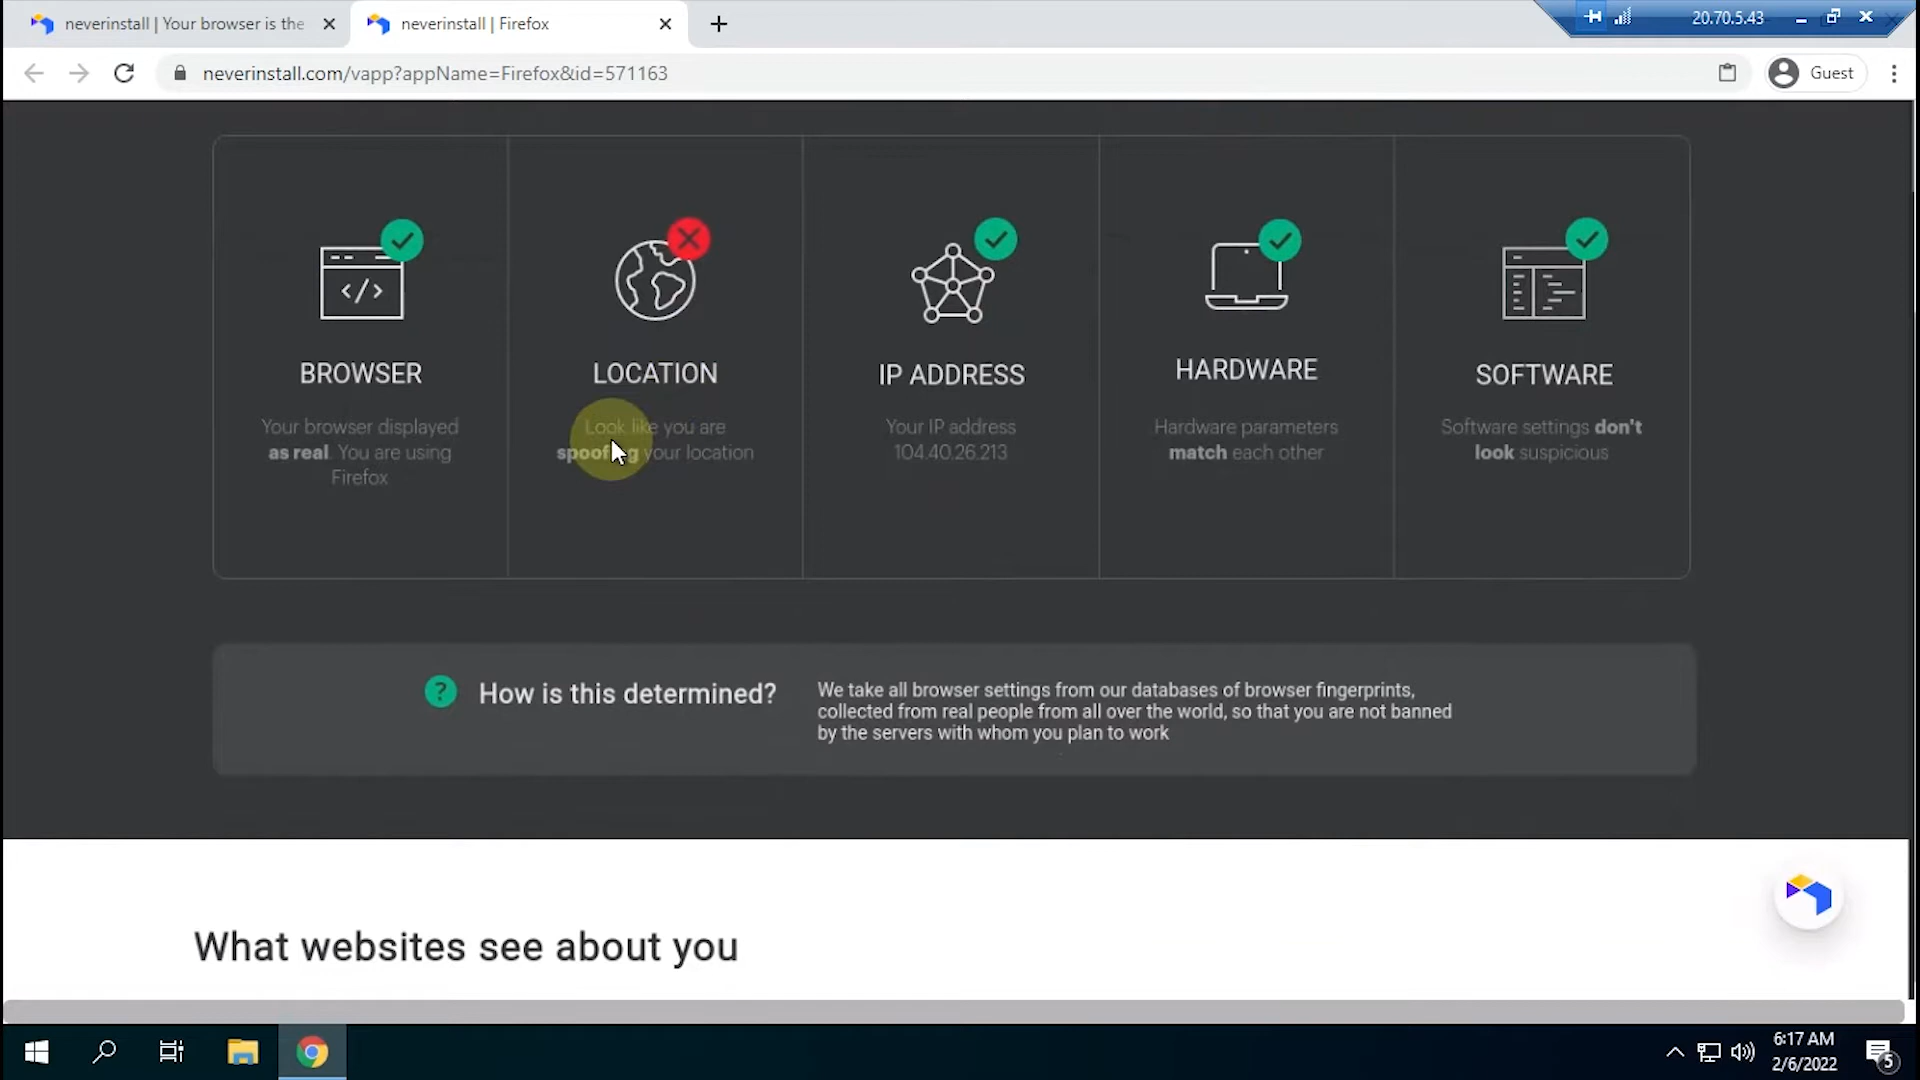 neverinstall | Your browser is the
neverinstall | Firefox
20.70.5.43
neverinstall.com/vapp?appName=Firefox&id=571163
Guest
BROWSER
Your browser displayed
as real. You are using
Firefox
LOCATION
Look like you are
spoofing your location
IP ADDRESS
Your IP address
104.40.26.213
HARDWARE
Hardware parameters
match each other
SOFTWARE
Software settings don't
look suspicious
?
How is this determined?
We take all browser settings from our databases of browser fingerprints,
collected from real people from all over the world, so that you are not banned
by the servers with whom you plan to work
What websites see about you
6:17 AM
2/6/2022
5